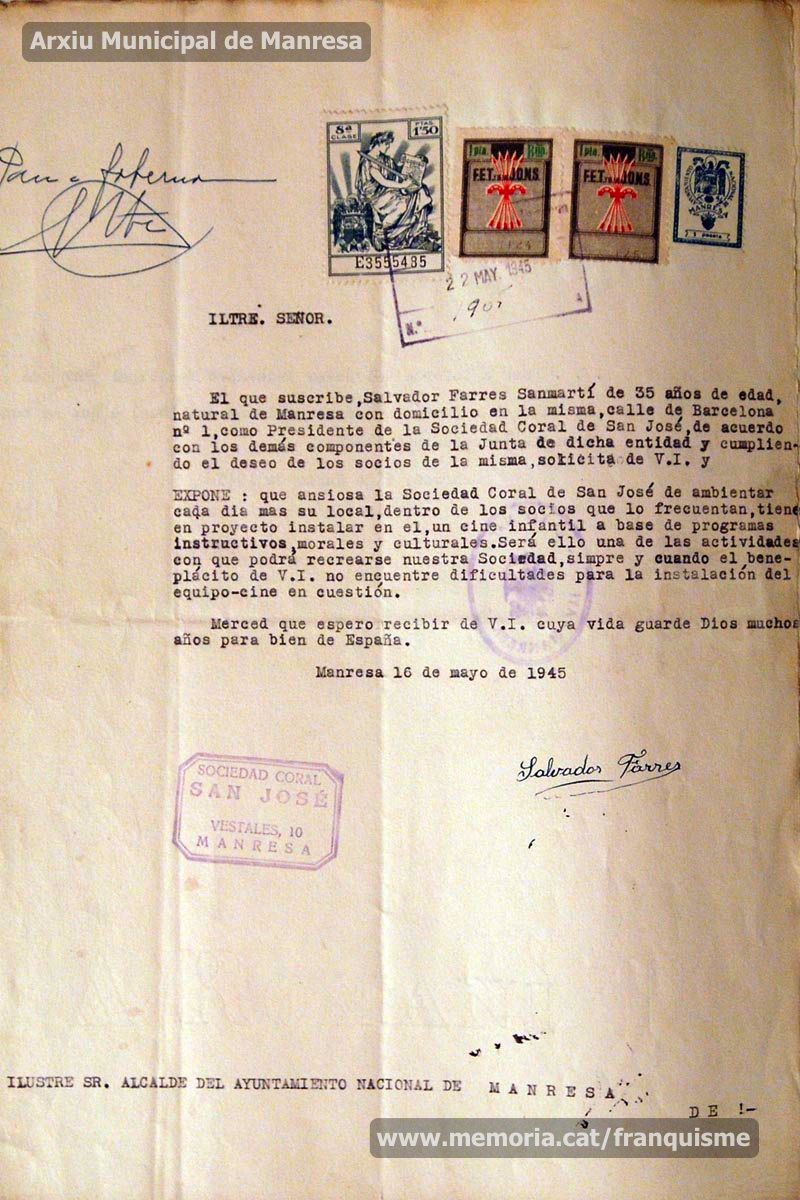 Arxiu Municipal de Manresa
8ª CLASE PTAS 1'50
E3555435
1 Pta.
F.E.T. J.O.N.S.
1 Pta.
F.E.T. J.O.N.S.
MANRESA
22 MAY. 1945
N.º 905
ILTRE. SEÑOR.
El que suscribe,Salvador Farres Sanmartí de 35 años de edad,
natural de Manresa con domicilio en la misma,calle de Barcelona
nº 1,como Presidente de la Sociedad Coral de San José,de acuerdo
con los demás componentes de la Junta de dicha entidad y cumplien-
do el deseo de los socios de la misma,solicita de V.I. y
EXPONE : que ansiosa la Sociedad Coral de San José de ambientar
cada dia mas su local,dentro de los socios que lo frecuentan,tiene
en proyecto instalar en el,un cine infantil a base de programas
instructivos,morales y culturales.Será ello una de las actividades
con que podrá recrearse nuestra Sociedad,simpre y cuando el bene-
plácito de V.I. no encuentre dificultades para la instalación del
equipo-cine en cuestión.
Merced que espero recibir de V.I. cuya vida guarde Dios muchos
años para bien de España.
Manresa 16 de mayo de 1945
Salvador Farres
SOCIEDAD CORAL
SAN JOSÉ
VESTALES, 10
MANRESA
ILUSTRE SR. ALCALDE DEL AYUNTAMIENTO NACIONAL DE MANRESA
DE !-
www.memoria.cat/franquisme